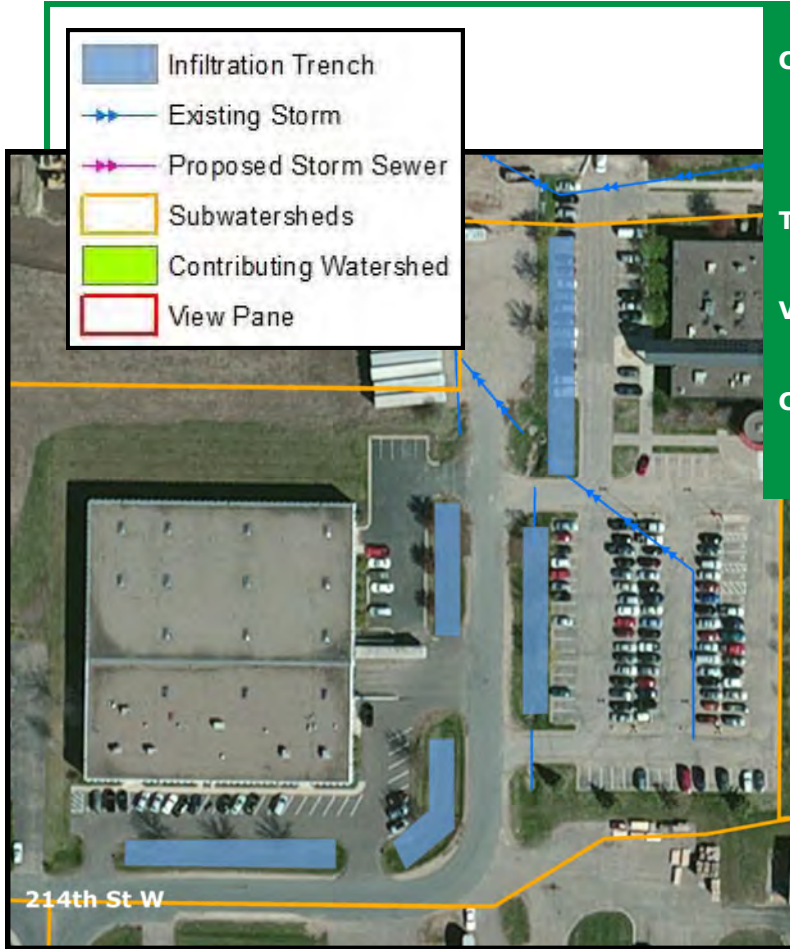 Infiltration Trench
Existing Storm
Proposed Storm Sewer
Subwatersheds
Contributing Watershed
View Pane
T
V
214th St W